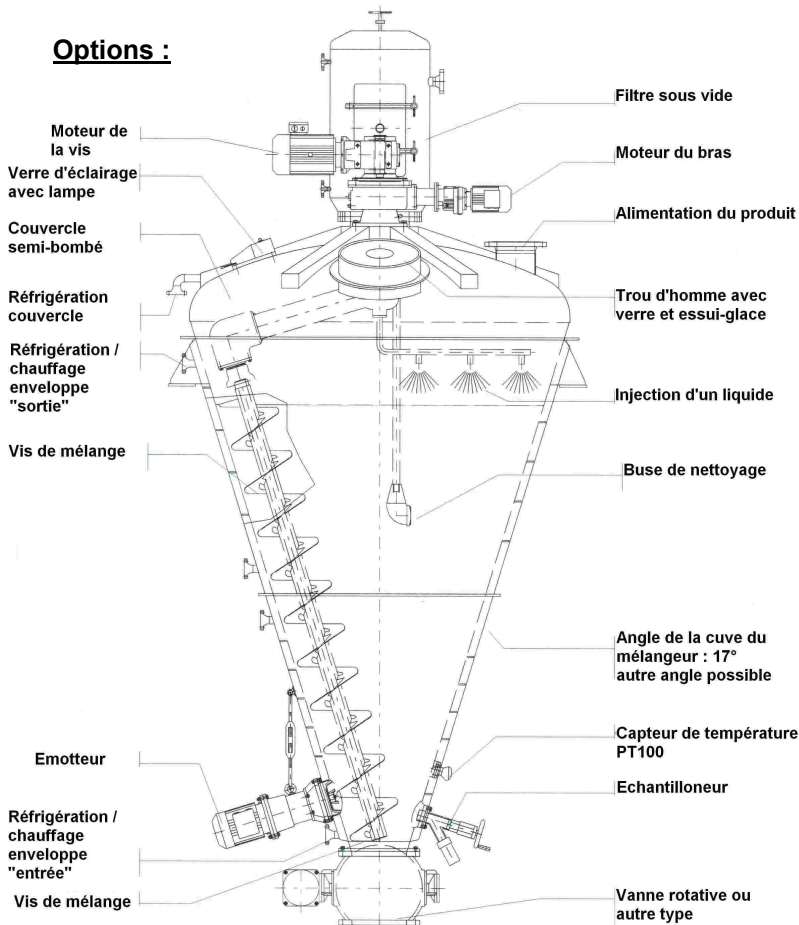 Options :
Moteur de
la vis
Verre d'éclairage
avec lampe
Couvercle
semi-bombé
Réfrigération
couvercle
Réfrigération /
chauffage
enveloppe
"sortie"
Vis de mélange
Emotteur
Réfrigération /
chauffage
enveloppe
"entrée"
Vis de mélange
Filtre sous vide
Moteur du bras
Alimentation du produit
Trou d'homme avec
verre et essui-glace
Injection d'un liquide
Buse de nettoyage
Angle de la cuve du
mélangeur : 17°
autre angle possible
Capteur de température
PT100
Echantilloneur
Vanne rotative ou
autre type